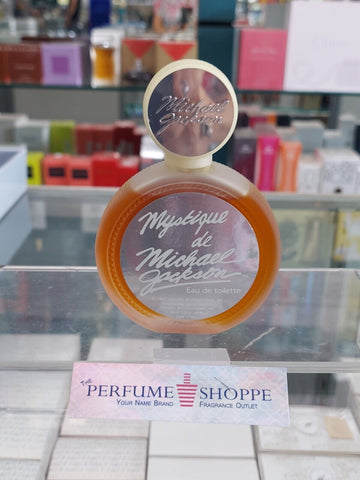 Michael
Jackson
Mystique
de
Michael
Jackson
Eau de toilette
The
PERFUME SHOPPE
YOUR NAME BRAND FRAGRANCE OUTLET